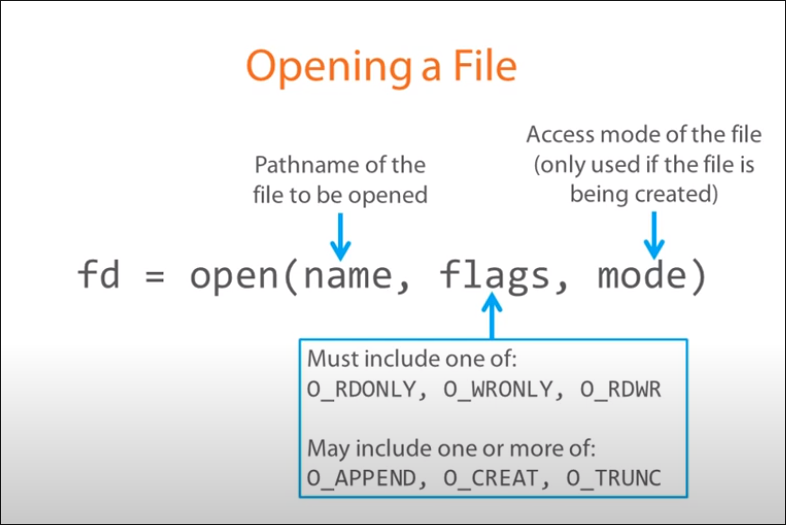 Opening a File
Pathname of the
file to be opened
Access mode of the file
(only used if the file is
being created)
fd = open(name, flags, mode)
Must include one of:
O_RDONLY, O_WRONLY, O_RDWR
May include one or more of:
O_APPEND, O_CREAT, O_TRUNC